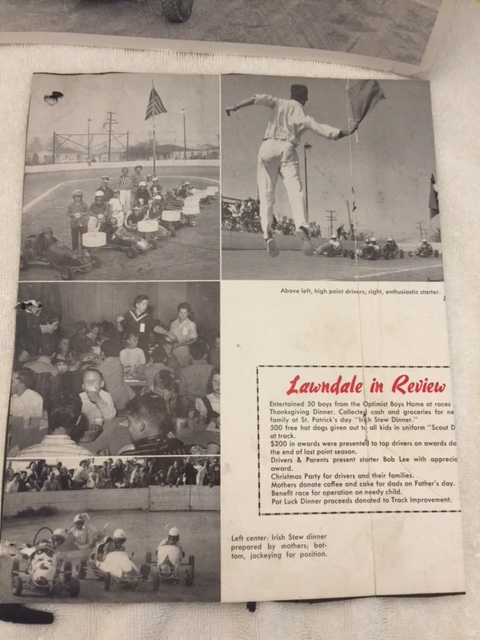 Above left, high point drivers; right, enthusiastic starter.
Lawndale in Review
Entertained 50 boys from the Optimist Boys Home at races
Thanksgiving Dinner. Collected cash and groceries for ne
family at St. Patrick's day "Irish Stew Dinner."
500 free hot dogs given out to all kids in uniform "Scout D
at track.
$200 in awards were presented to top drivers on awards da
the end of last point season.
Drivers & Parents present starter Bob Lee with apprecia
award.
Christmas Party for drivers and their families.
Mothers donate coffee and cake for dads on Father's day.
Benefit race for operation on needy child.
Pot Luck Dinner proceeds donated to Track Improvement.
Left center: Irish Stew dinner
prepared by mothers; bot-
tom, jockeying for position.